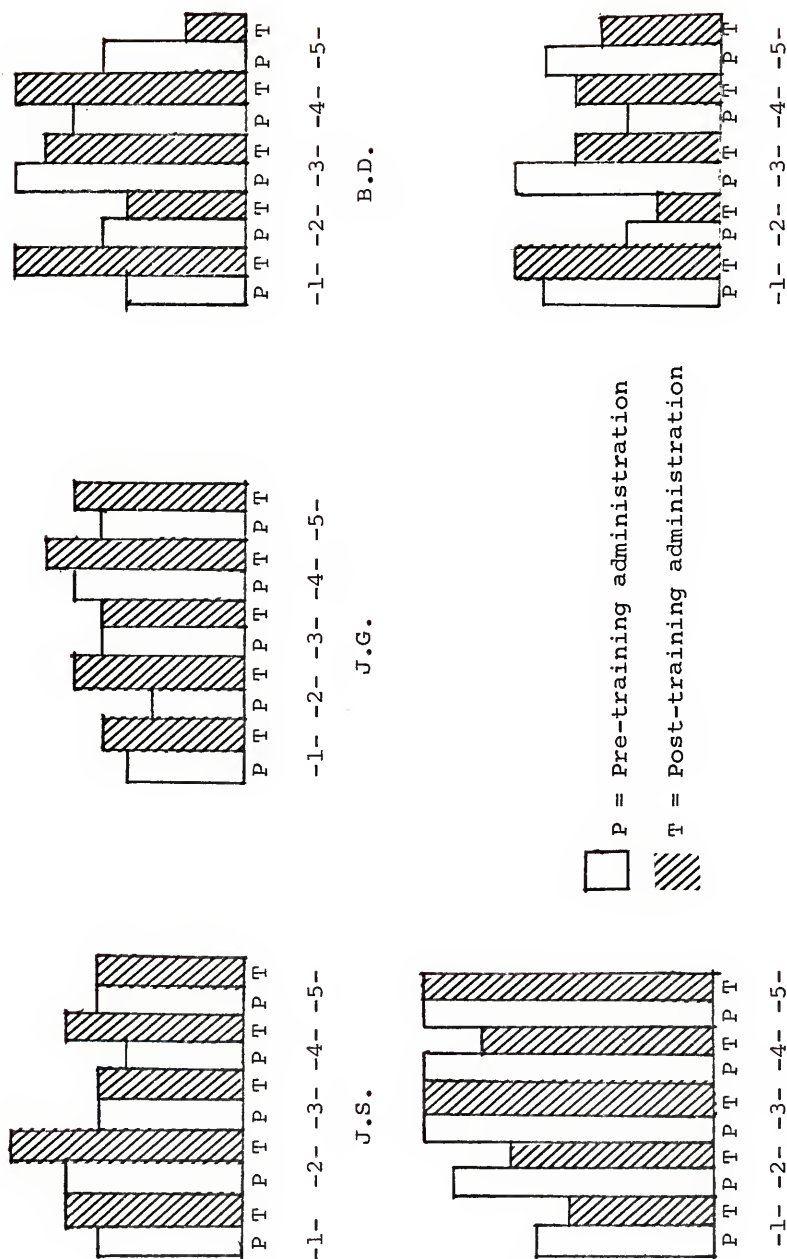 P T P T P T P T P T
-1- -2- -3- -4- -5-
J.S.
P T P T P T P T P T
-1- -2- -3- -4- -5-
J.G.
P T P T P T P T P T
-1- -2- -3- -4- -5-
B.D.
P T P T P T P T P T
-1- -2- -3- -4- -5-
P = Pre-training administration
T = Post-training administration
P T P T P T P T P T
-1- -2- -3- -4- -5-